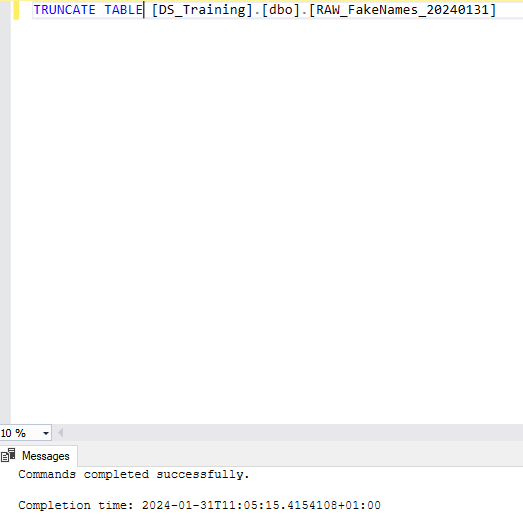 TRUNCATE TABLE [DS_Training].[dbo].[RAW_FakeNames_20240131]
10 %
Messages
Commands completed successfully.
Completion time: 2024-01-31T11:05:15.4154108+01:00